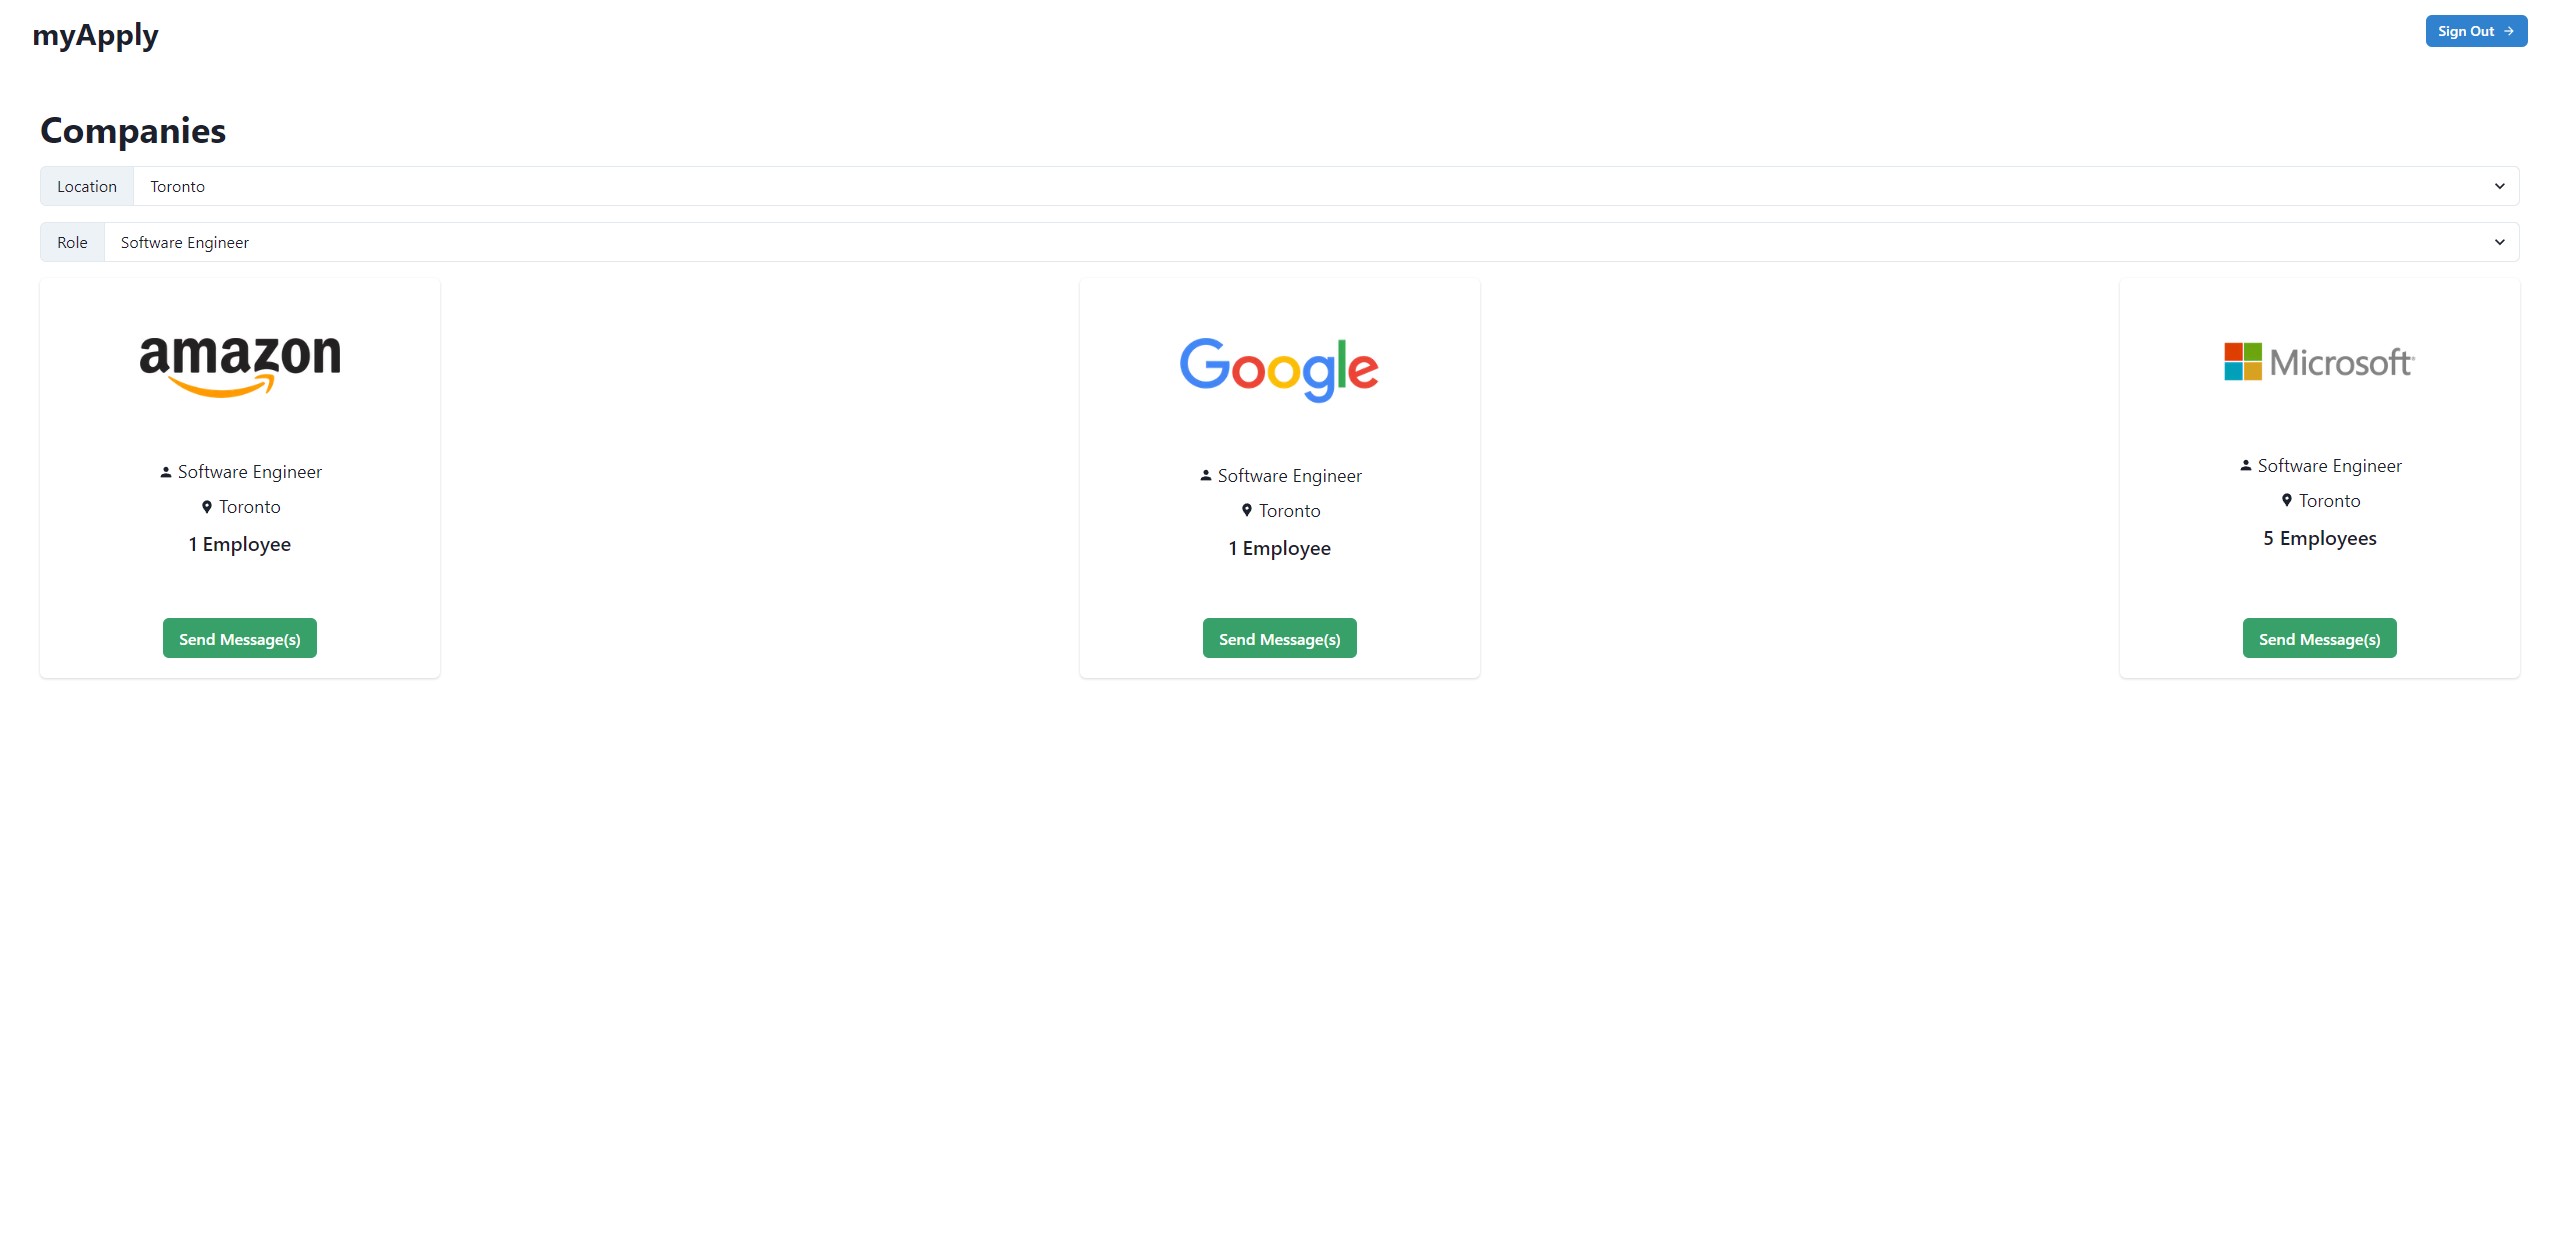 myApply
Sign Out
Companies
Location Toronto
Role Software Engineer
amazon
Software Engineer
Toronto
1 Employee
Send Message(s)
Google
Software Engineer
Toronto
1 Employee
Send Message(s)
Microsoft
Software Engineer
Toronto
5 Employees
Send Message(s)